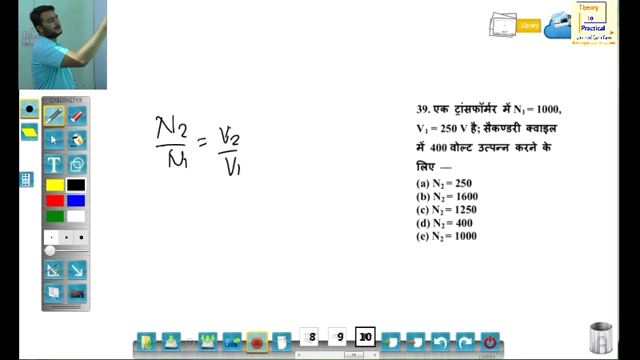 Theory
to
Practical
Library
CYBERNETYX
N2/N1 = V2/V1
39. एक ट्रांसफॉर्मर में N₁ = 1000,
V₁ = 250 V है; सैकण्डरी क्वाइल
में 400 वोल्ट उत्पन्न करने के
लिए —
(a) N₂ = 250
(b) N₂ = 1600
(c) N₂ = 1250
(d) N₂ = 400
(e) N₂ = 1000
8 9 10